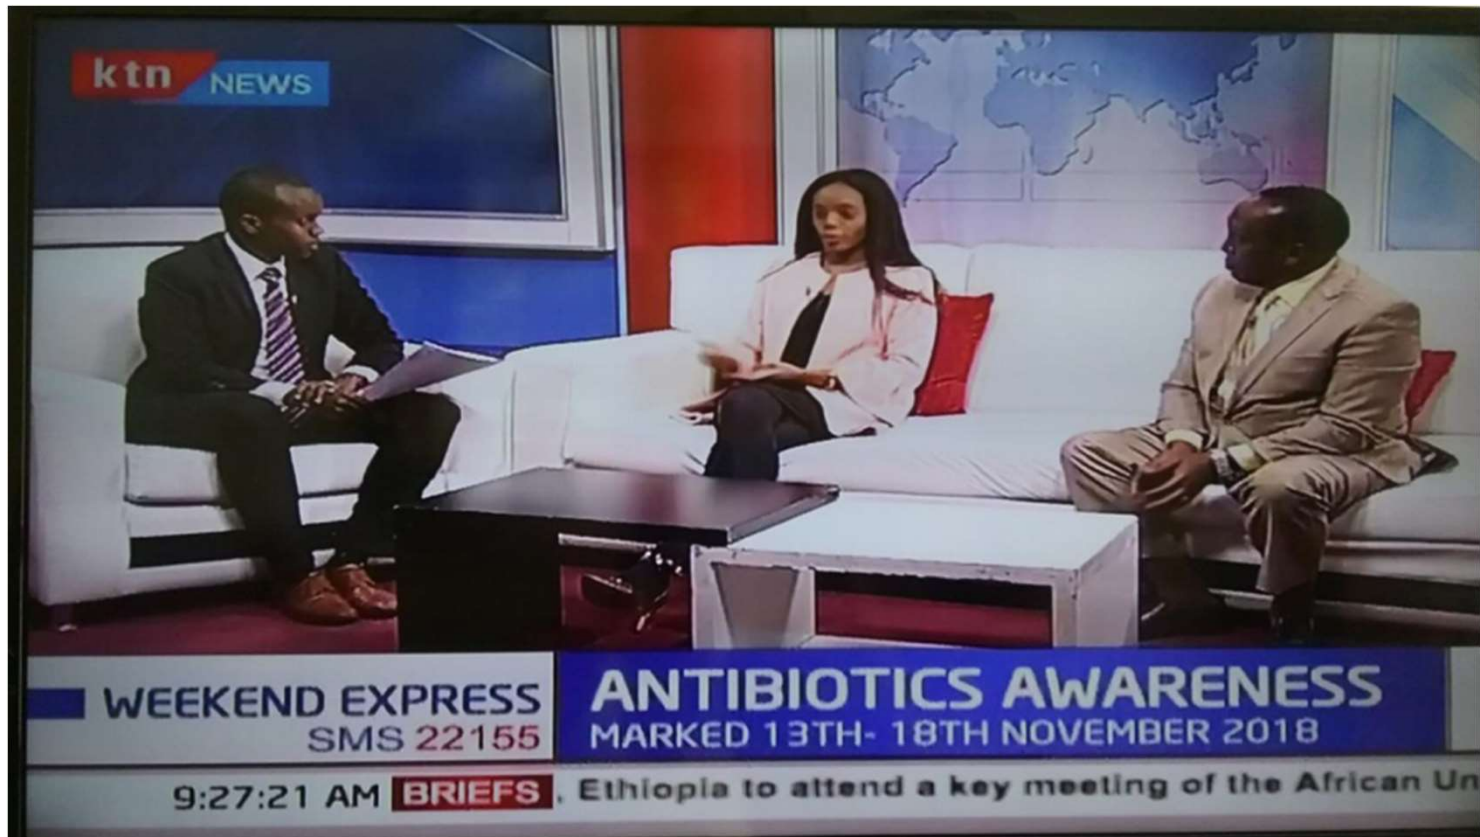 ktn NEWS
WEEKEND EXPRESS
SMS 22155
ANTIBIOTICS AWARENESS
MARKED 13TH- 18TH NOVEMBER 2018
9:27:21 AM BRIEFS . Ethiopia to attend a key meeting of the African Un